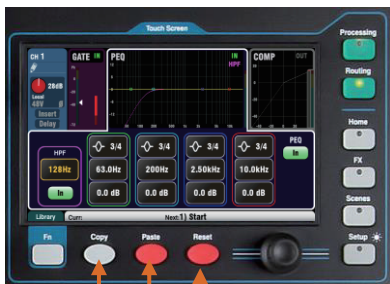 Touch Screen
CH 1
GATE IN
PEQ
IN
HPF
COMP
OUT
28dB
Local
48V Ø
Insert
Delay
HPF
128Hz
In
3/4
63.0Hz
0.0 dB
3/4
200Hz
0.0 dB
3/4
2.50kHz
0.0 dB
3/4
10.0kHz
0.0 dB
PEQ
In
Library
Curr:
Next:1) Start
Fn
Copy
Paste
Reset
Processing
Routing
Home
FX
Scenes
Setup